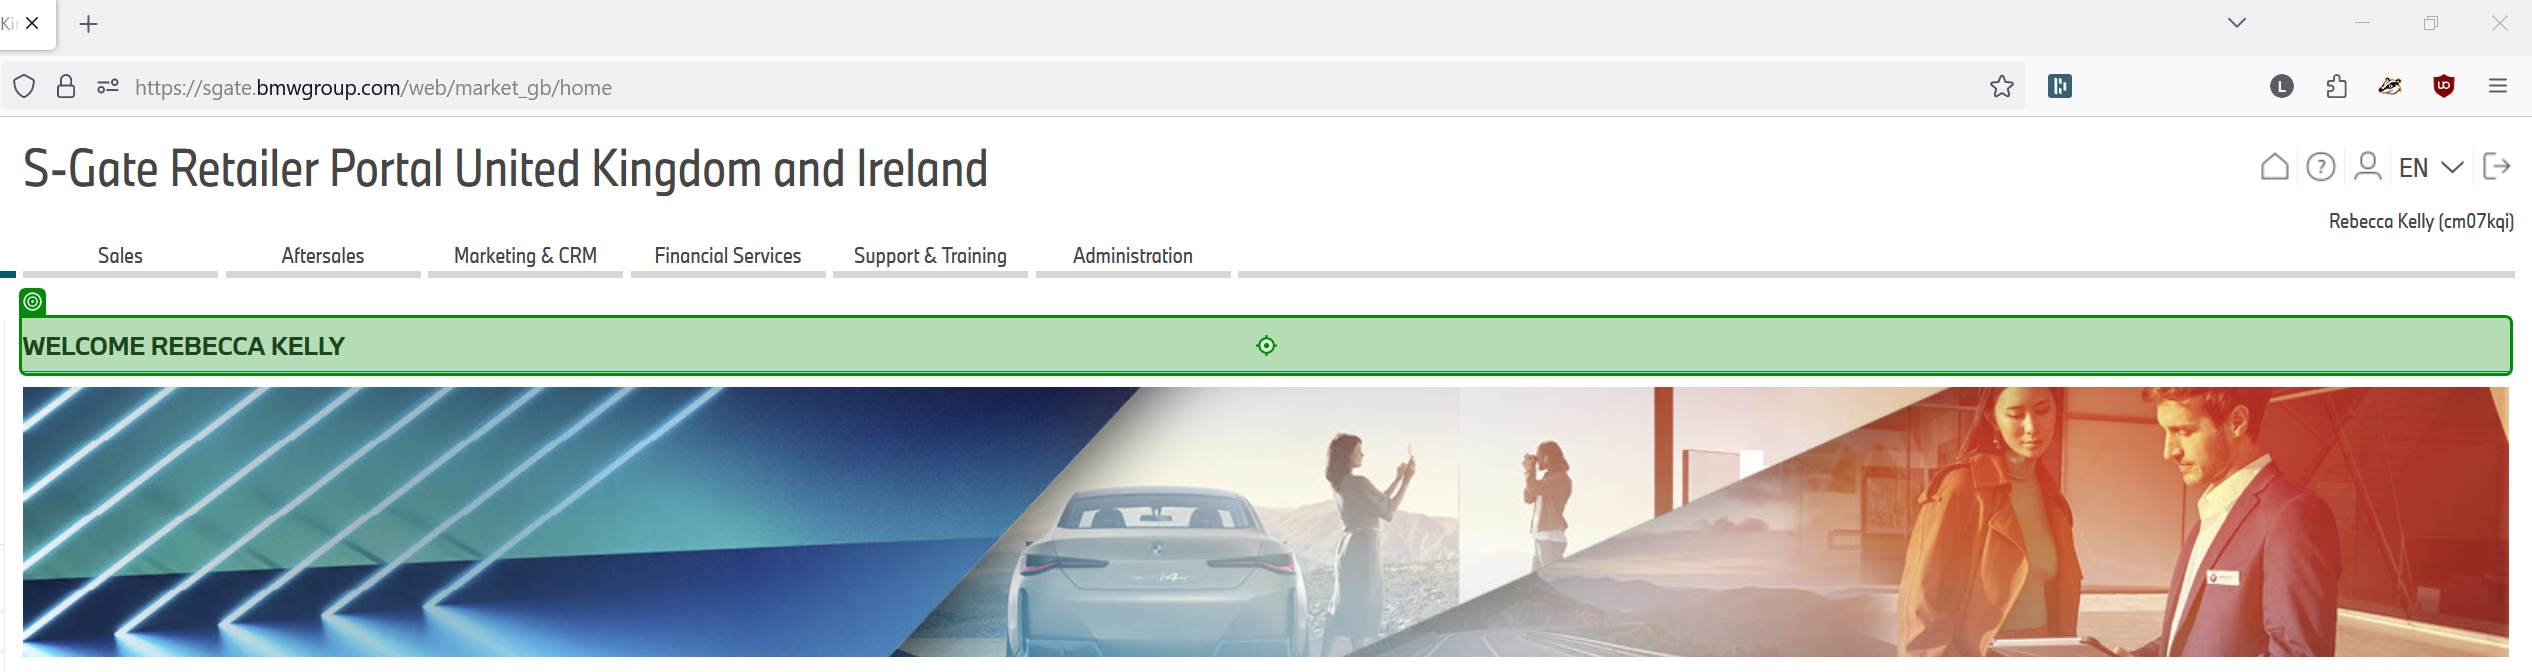 Ki
https://sgate.bmwgroup.com/web/market_gb/home
L
S-Gate Retailer Portal United Kingdom and Ireland
? EN
Rebecca Kelly (cm07kqi)
Sales Aftersales Marketing & CRM Financial Services Support & Training Administration
WELCOME REBECCA KELLY
i4